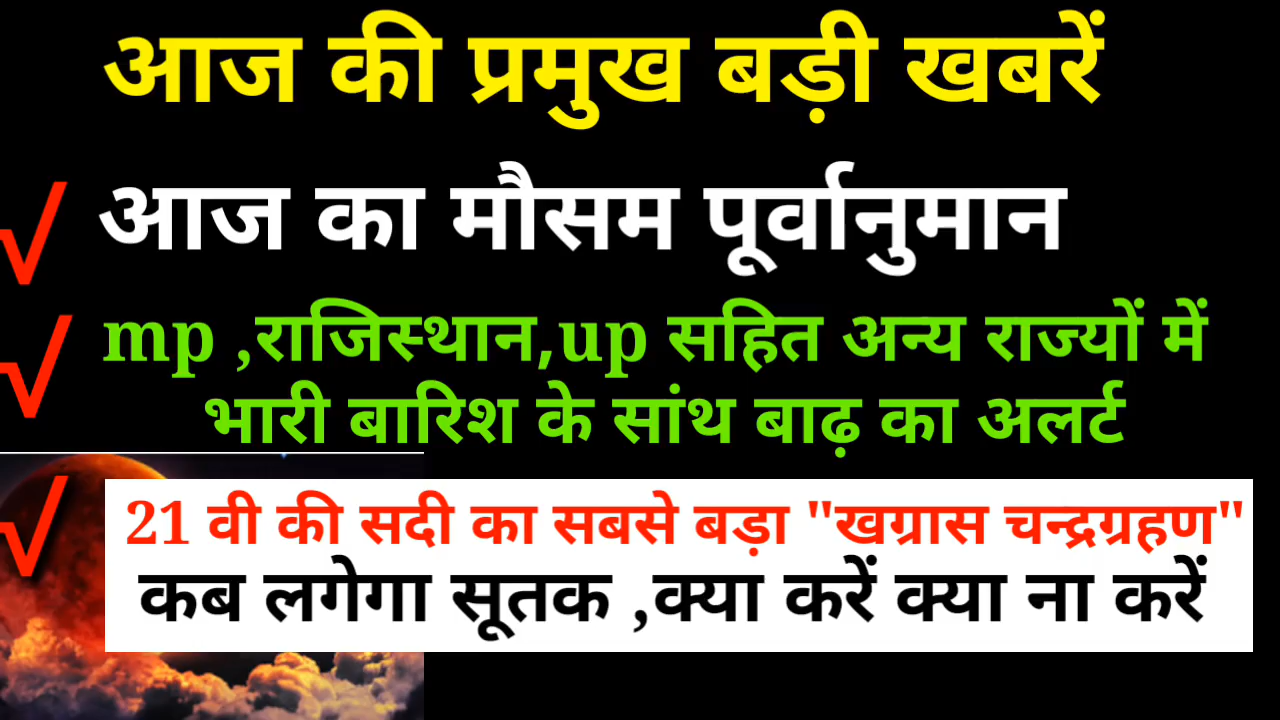 आज की प्रमुख बड़ी खबरें
√ आज का मौसम पूर्वानुमान
√ mp ,राजिस्थान,up सहित अन्य राज्यों में
भारी बारिश के सांथ बाढ़ का अलर्ट
√ 21 वी की सदी का सबसे बड़ा "खग्रास चन्द्रग्रहण"
कब लगेगा सूतक ,क्या करें क्या ना करें